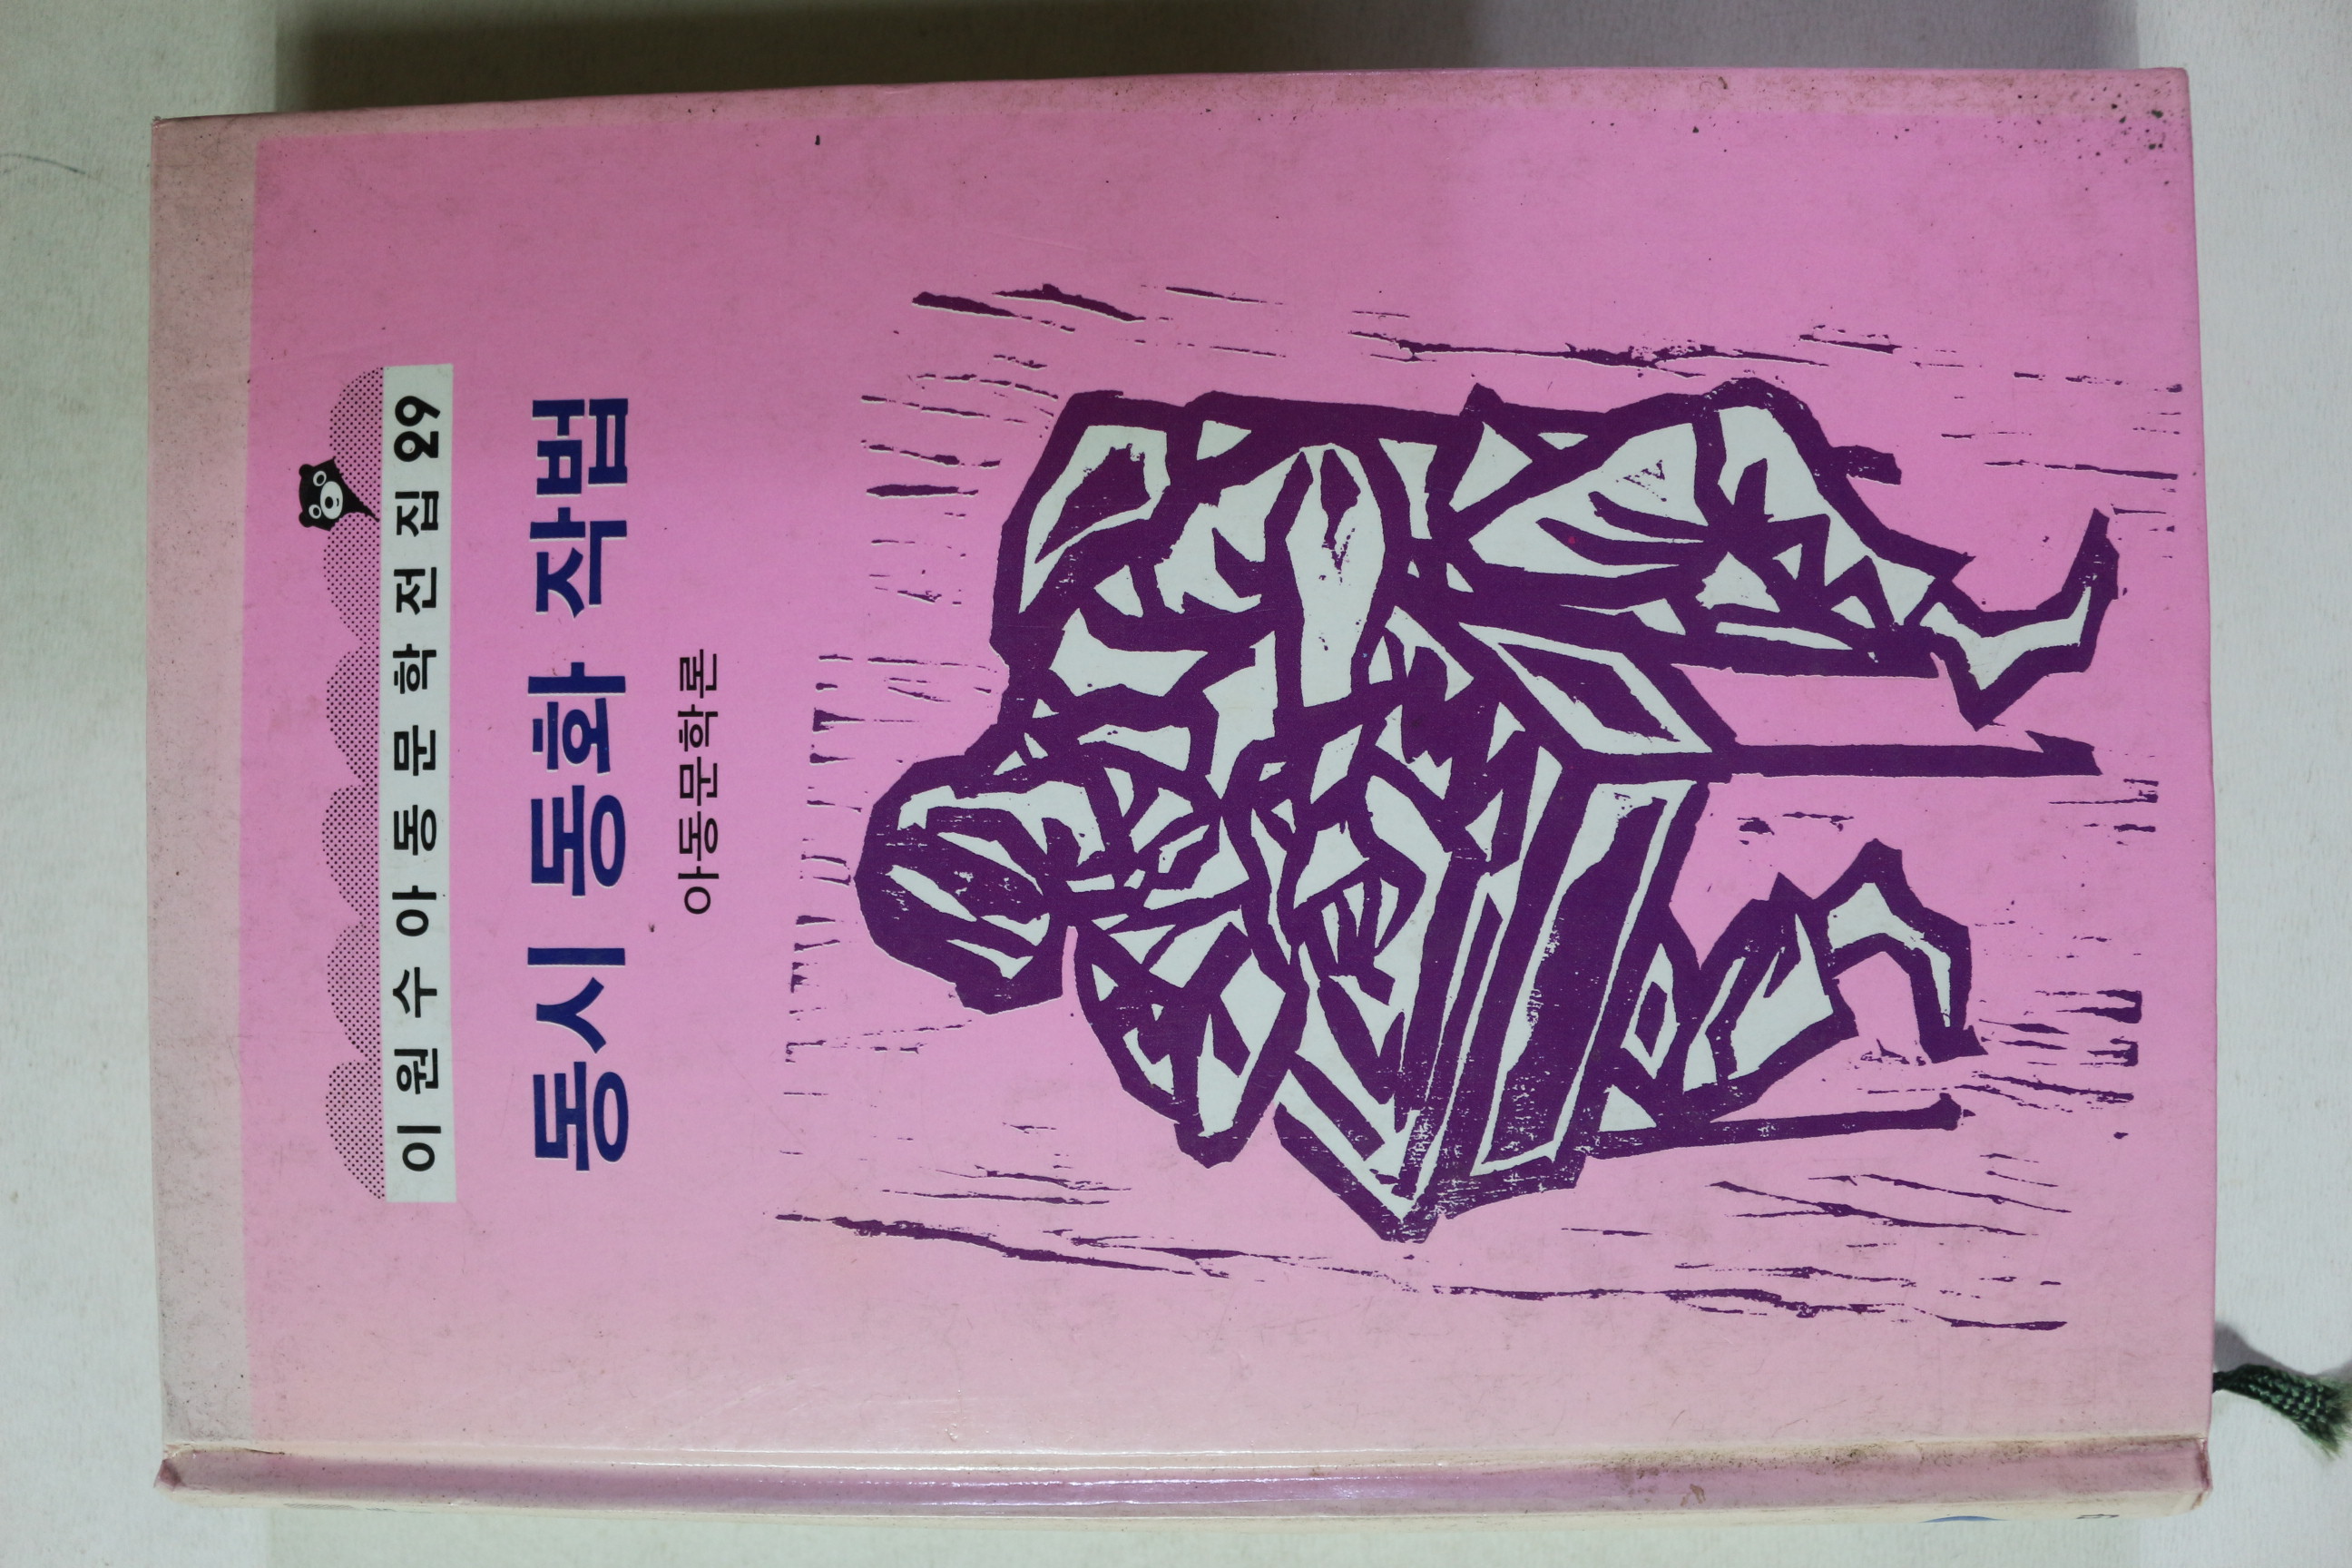 이원수아동문학전집 29
동시 동화 작법
아동문학론